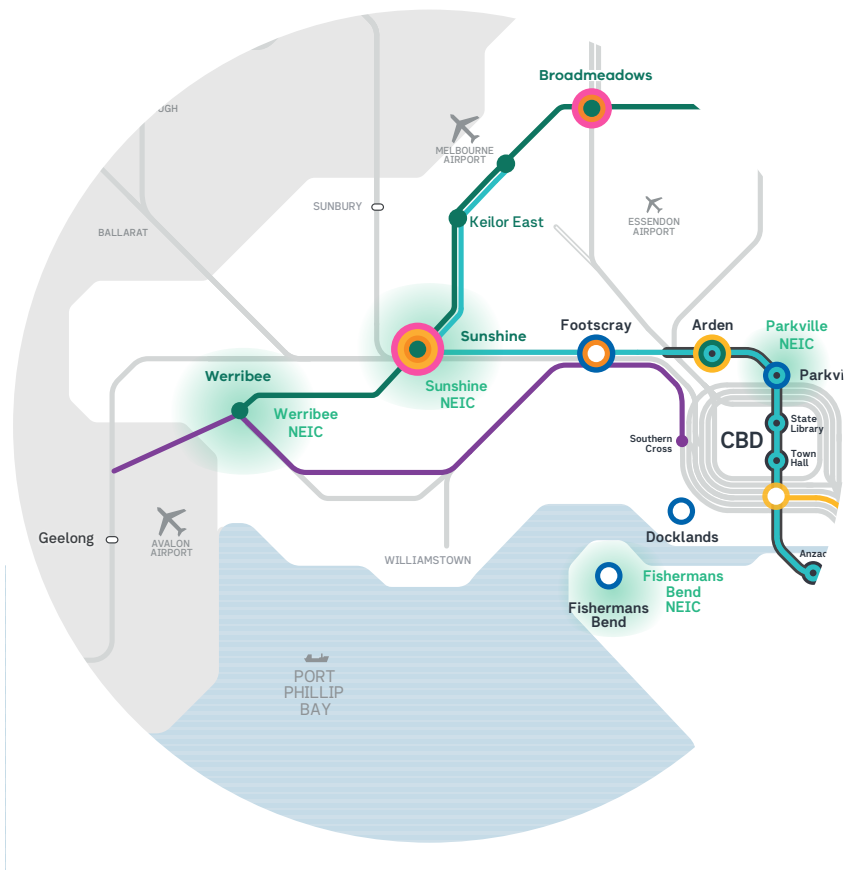 Broadmeadows
MELBOURNE
AIRPORT
SUNBURY
Keilor East
ESSENDON
AIRPORT
BALLARAT
Footscray
Arden
Parkville
NEIC
Sunshine
Werribee
Sunshine
NEIC
Werribee
NEIC
State
Library
CBD
Southern
Cross
Town
Hall
Geelong
AVALON
AIRPORT
Docklands
WILLIAMSTOWN
Fishermans
Bend
NEIC
Fishermans
Bend
PORT
PHILLIP
BAY